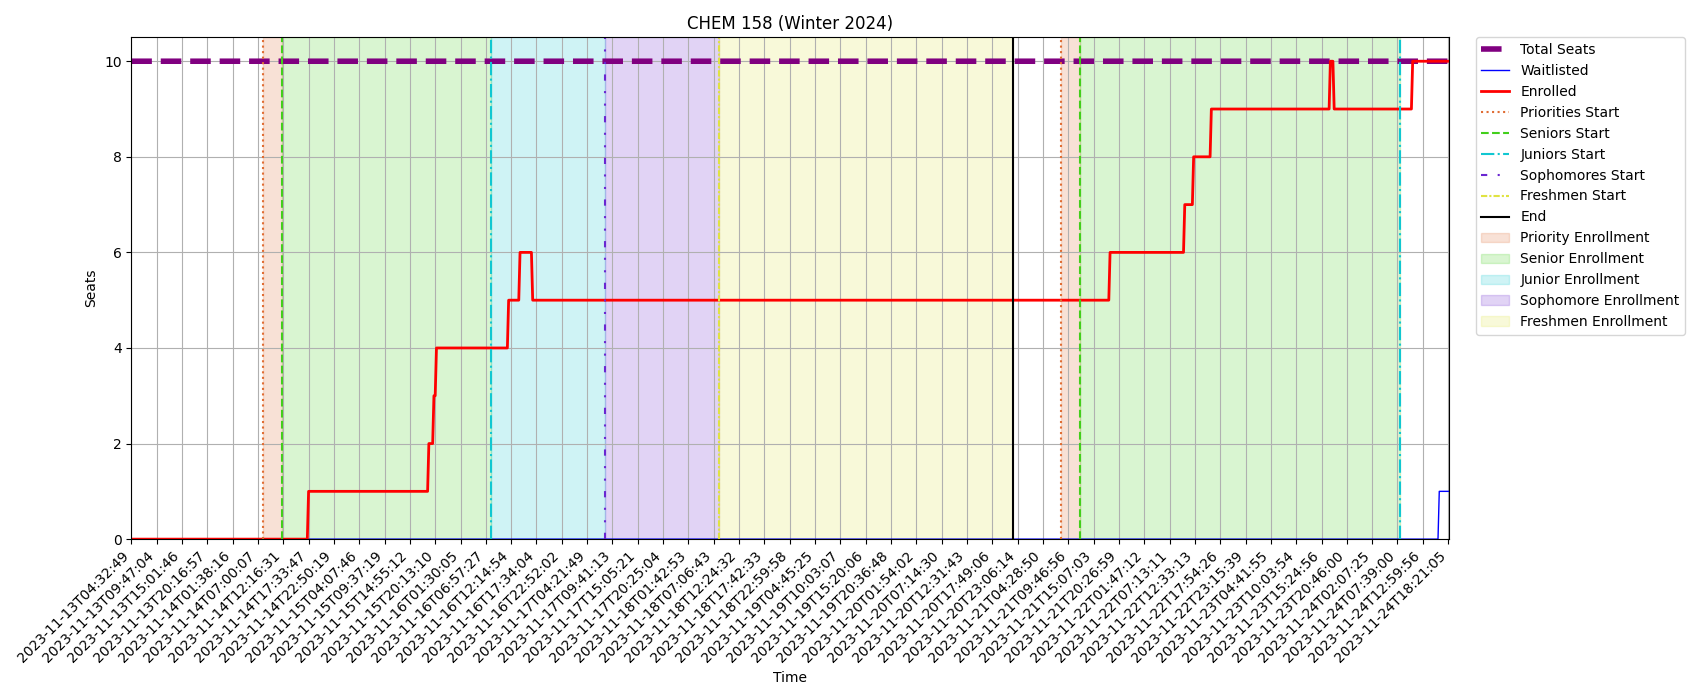 CHEM 158 (Winter 2024)
10
8
6
4
2
0
Seats
2023-11-13T04:32:49
2023-11-13T09:47:04
2023-11-13T15:01:46
2023-11-13T20:16:57
2023-11-14T01:38:16
2023-11-14T07:00:07
2023-11-14T12:16:31
2023-11-14T17:33:47
2023-11-14T22:50:19
2023-11-15T04:07:46
2023-11-15T09:37:19
2023-11-15T14:55:12
2023-11-15T20:13:10
2023-11-16T01:30:05
2023-11-16T06:57:27
2023-11-16T12:14:54
2023-11-16T17:34:04
2023-11-16T22:52:02
2023-11-17T04:21:49
2023-11-17T09:41:13
2023-11-17T15:05:21
2023-11-17T20:25:04
2023-11-18T01:42:53
2023-11-18T07:06:43
2023-11-18T12:24:32
2023-11-18T17:42:33
2023-11-18T22:59:58
2023-11-19T04:45:25
2023-11-19T10:03:07
2023-11-19T15:20:06
2023-11-19T20:36:48
2023-11-20T01:54:02
2023-11-20T07:14:30
2023-11-20T12:31:43
2023-11-20T17:49:06
2023-11-20T23:06:14
2023-11-21T04:28:50
2023-11-21T09:46:56
2023-11-21T15:07:03
2023-11-21T20:26:59
2023-11-22T01:47:12
2023-11-22T07:13:11
2023-11-22T12:33:13
2023-11-22T17:54:26
2023-11-22T23:15:39
2023-11-23T04:41:55
2023-11-23T10:03:54
2023-11-23T15:24:56
2023-11-23T20:46:00
2023-11-24T02:07:25
2023-11-24T07:39:00
2023-11-24T12:59:56
2023-11-24T18:21:05
Time
Total Seats
Waitlisted
Enrolled
Priorities Start
Seniors Start
Juniors Start
Sophomores Start
Freshmen Start
End
Priority Enrollment
Senior Enrollment
Junior Enrollment
Sophomore Enrollment
Freshmen Enrollment